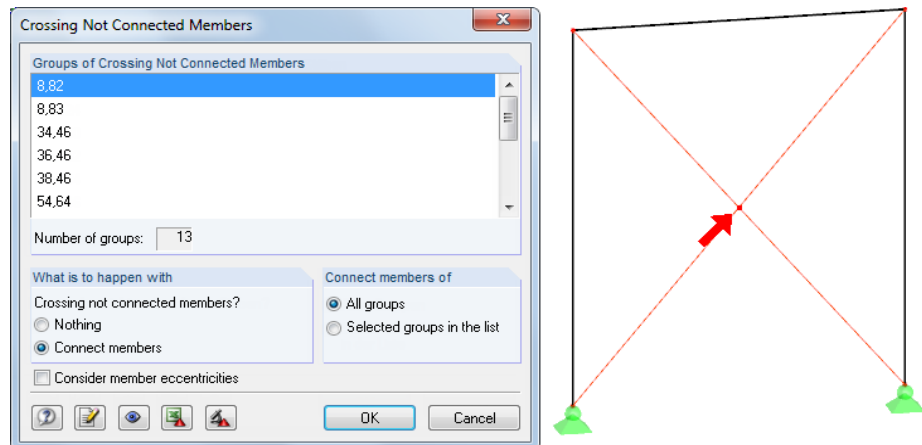 Crossing Not Connected Members
Groups of Crossing Not Connected Members
8,82
8,83
34,46
36,46
38,46
54,64
Number of groups: 13
What is to happen with
Crossing not connected members?
Nothing
Connect members
Connect members of
All groups
Selected groups in the list
Consider member eccentricities
OK
Cancel